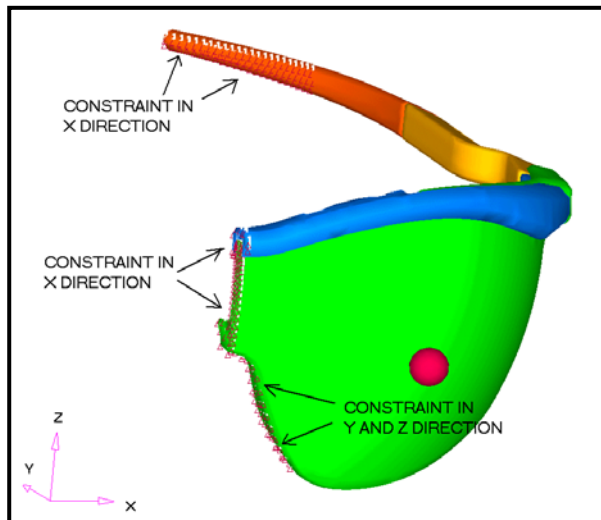 CONSTRAINT IN
X DIRECTION
CONSTRAINT IN
X DIRECTION
CONSTRAINT IN
Y AND Z DIRECTION
Z
Y
X